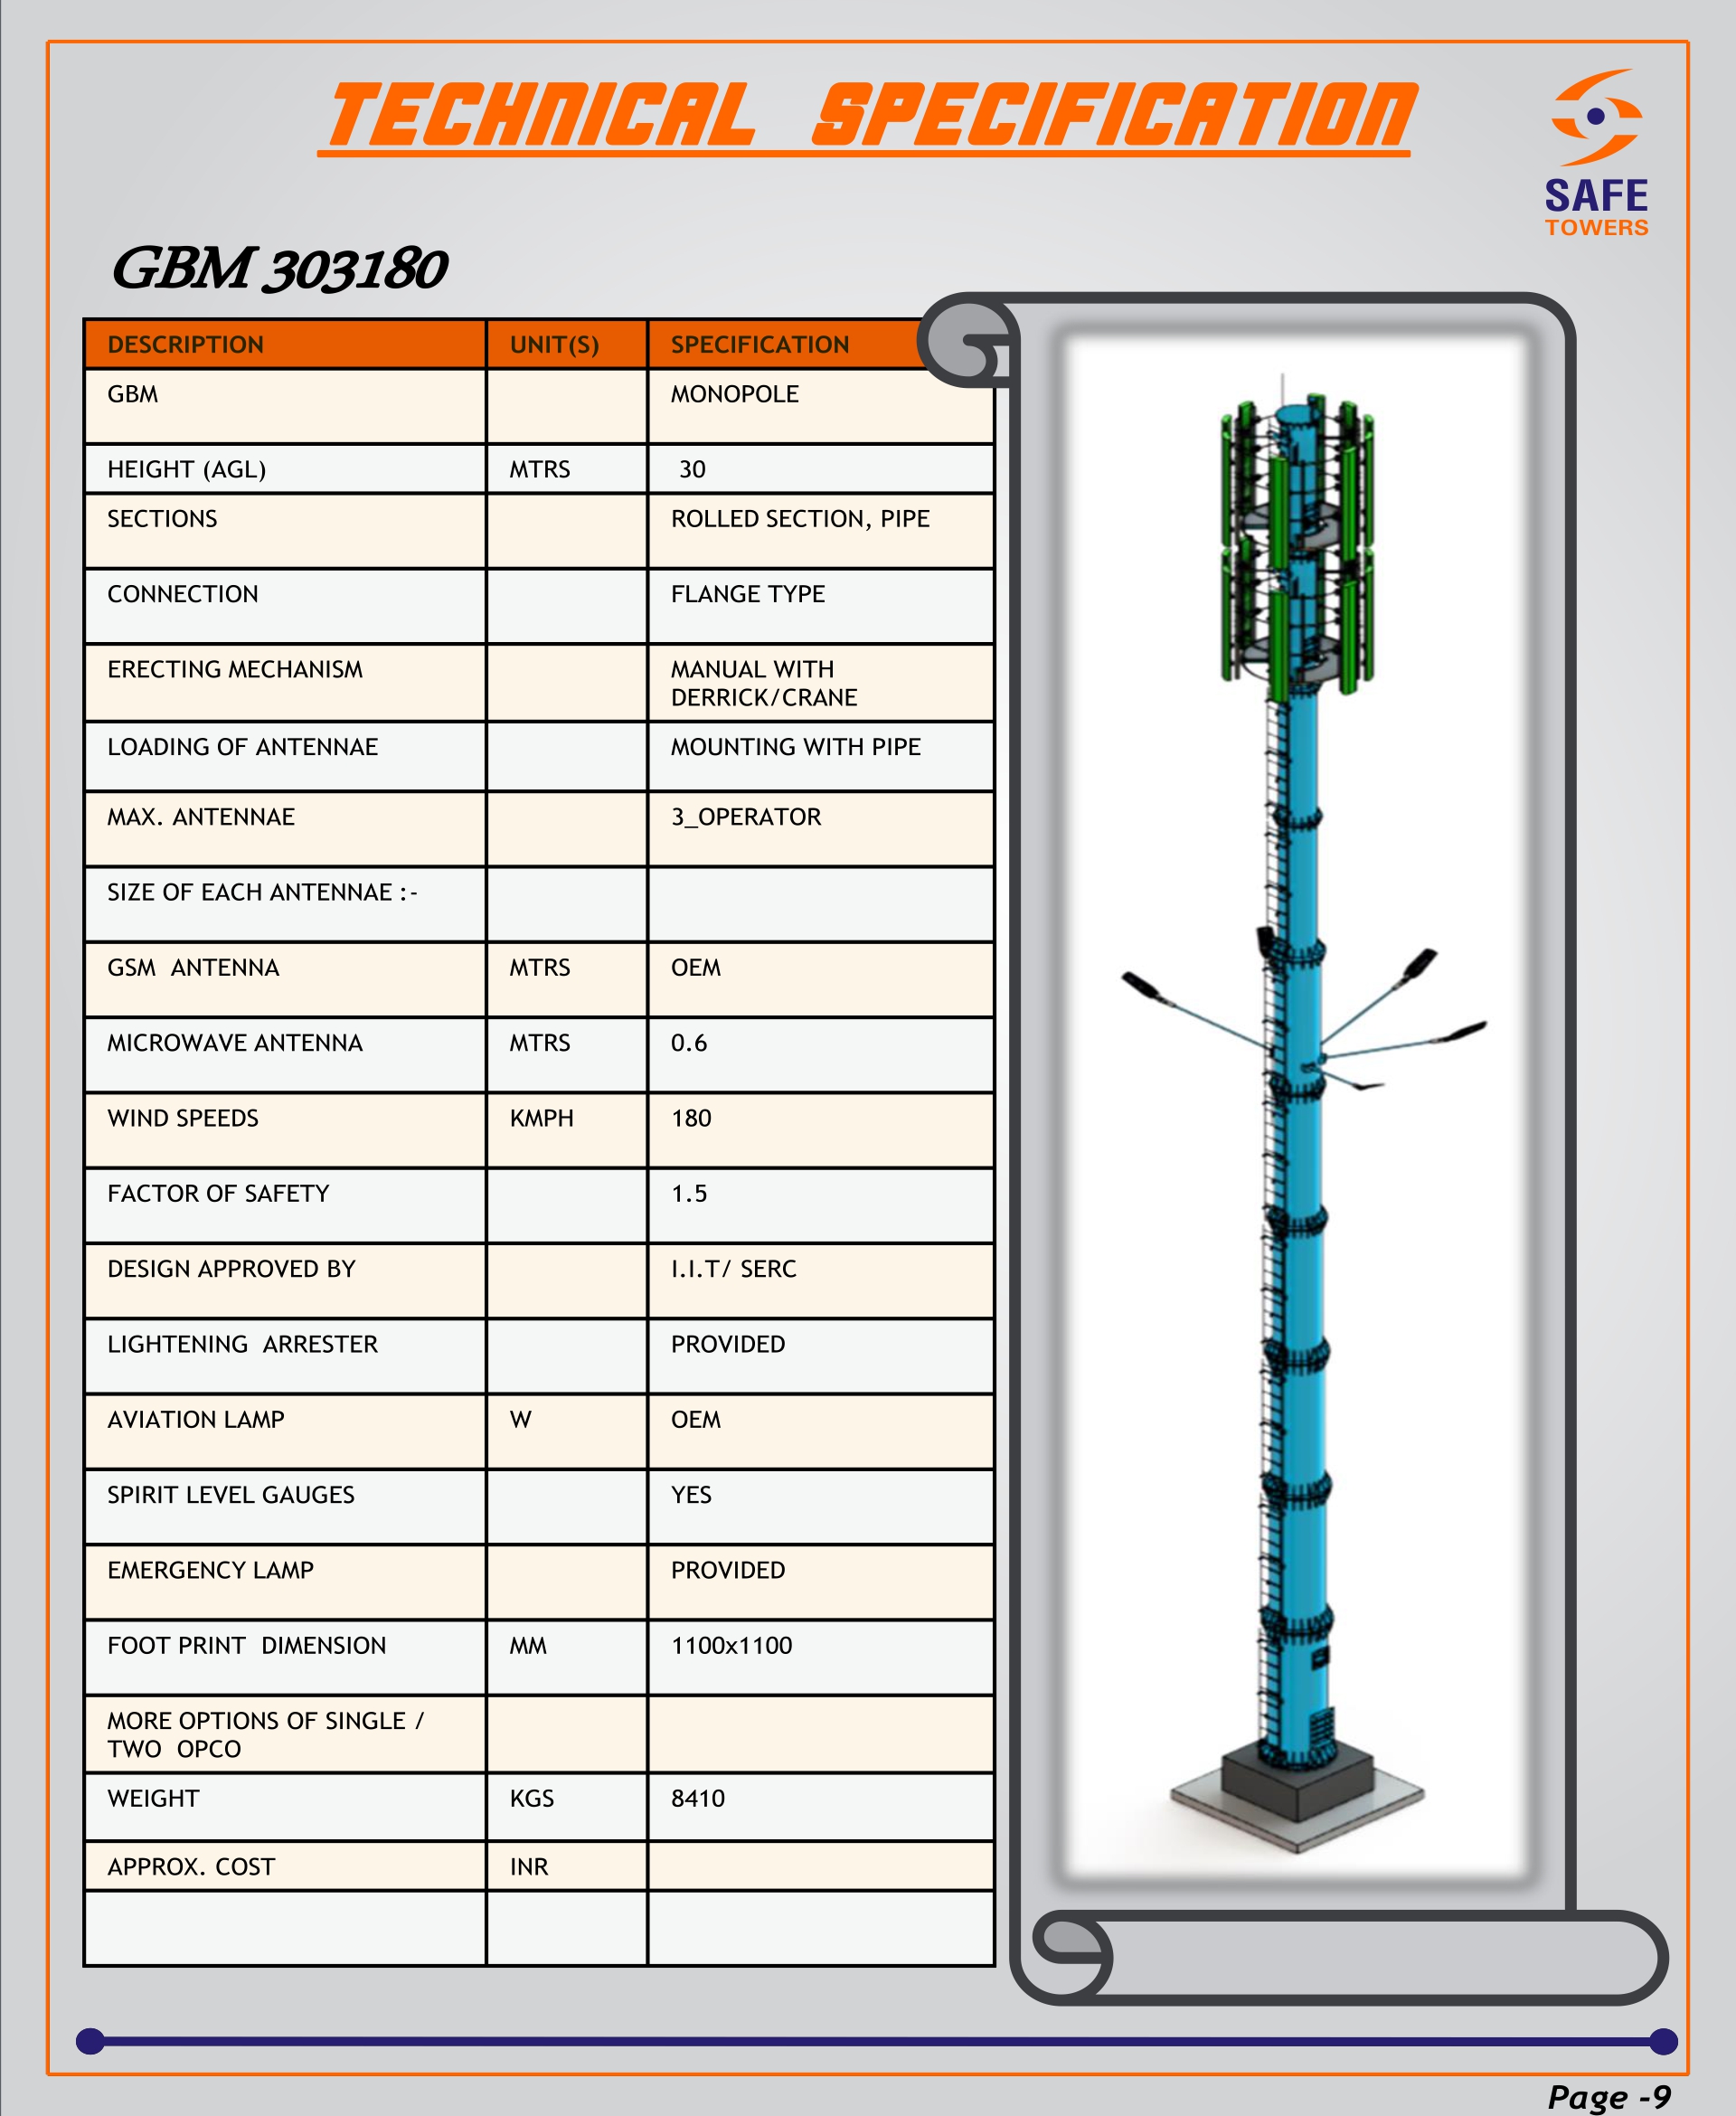 TECHNICAL SPECIFICATION
SAFE
TOWERS
GBM 303180
DESCRIPTION UNIT(S) SPECIFICATION
GBM MONOPOLE
HEIGHT (AGL) MTRS 30
SECTIONS ROLLED SECTION, PIPE
CONNECTION FLANGE TYPE
ERECTING MECHANISM MANUAL WITH
DERRICK/CRANE
LOADING OF ANTENNAE MOUNTING WITH PIPE
MAX. ANTENNAE 3_OPERATOR
SIZE OF EACH ANTENNAE :-
GSM ANTENNA MTRS OEM
MICROWAVE ANTENNA MTRS 0.6
WIND SPEEDS KMPH 180
FACTOR OF SAFETY 1.5
DESIGN APPROVED BY I.I.T/ SERC
LIGHTENING ARRESTER PROVIDED
AVIATION LAMP W OEM
SPIRIT LEVEL GAUGES YES
EMERGENCY LAMP PROVIDED
FOOT PRINT DIMENSION MM 1100x1100
MORE OPTIONS OF SINGLE /
TWO OPCO
WEIGHT KGS 8410
APPROX. COST INR
Page -9